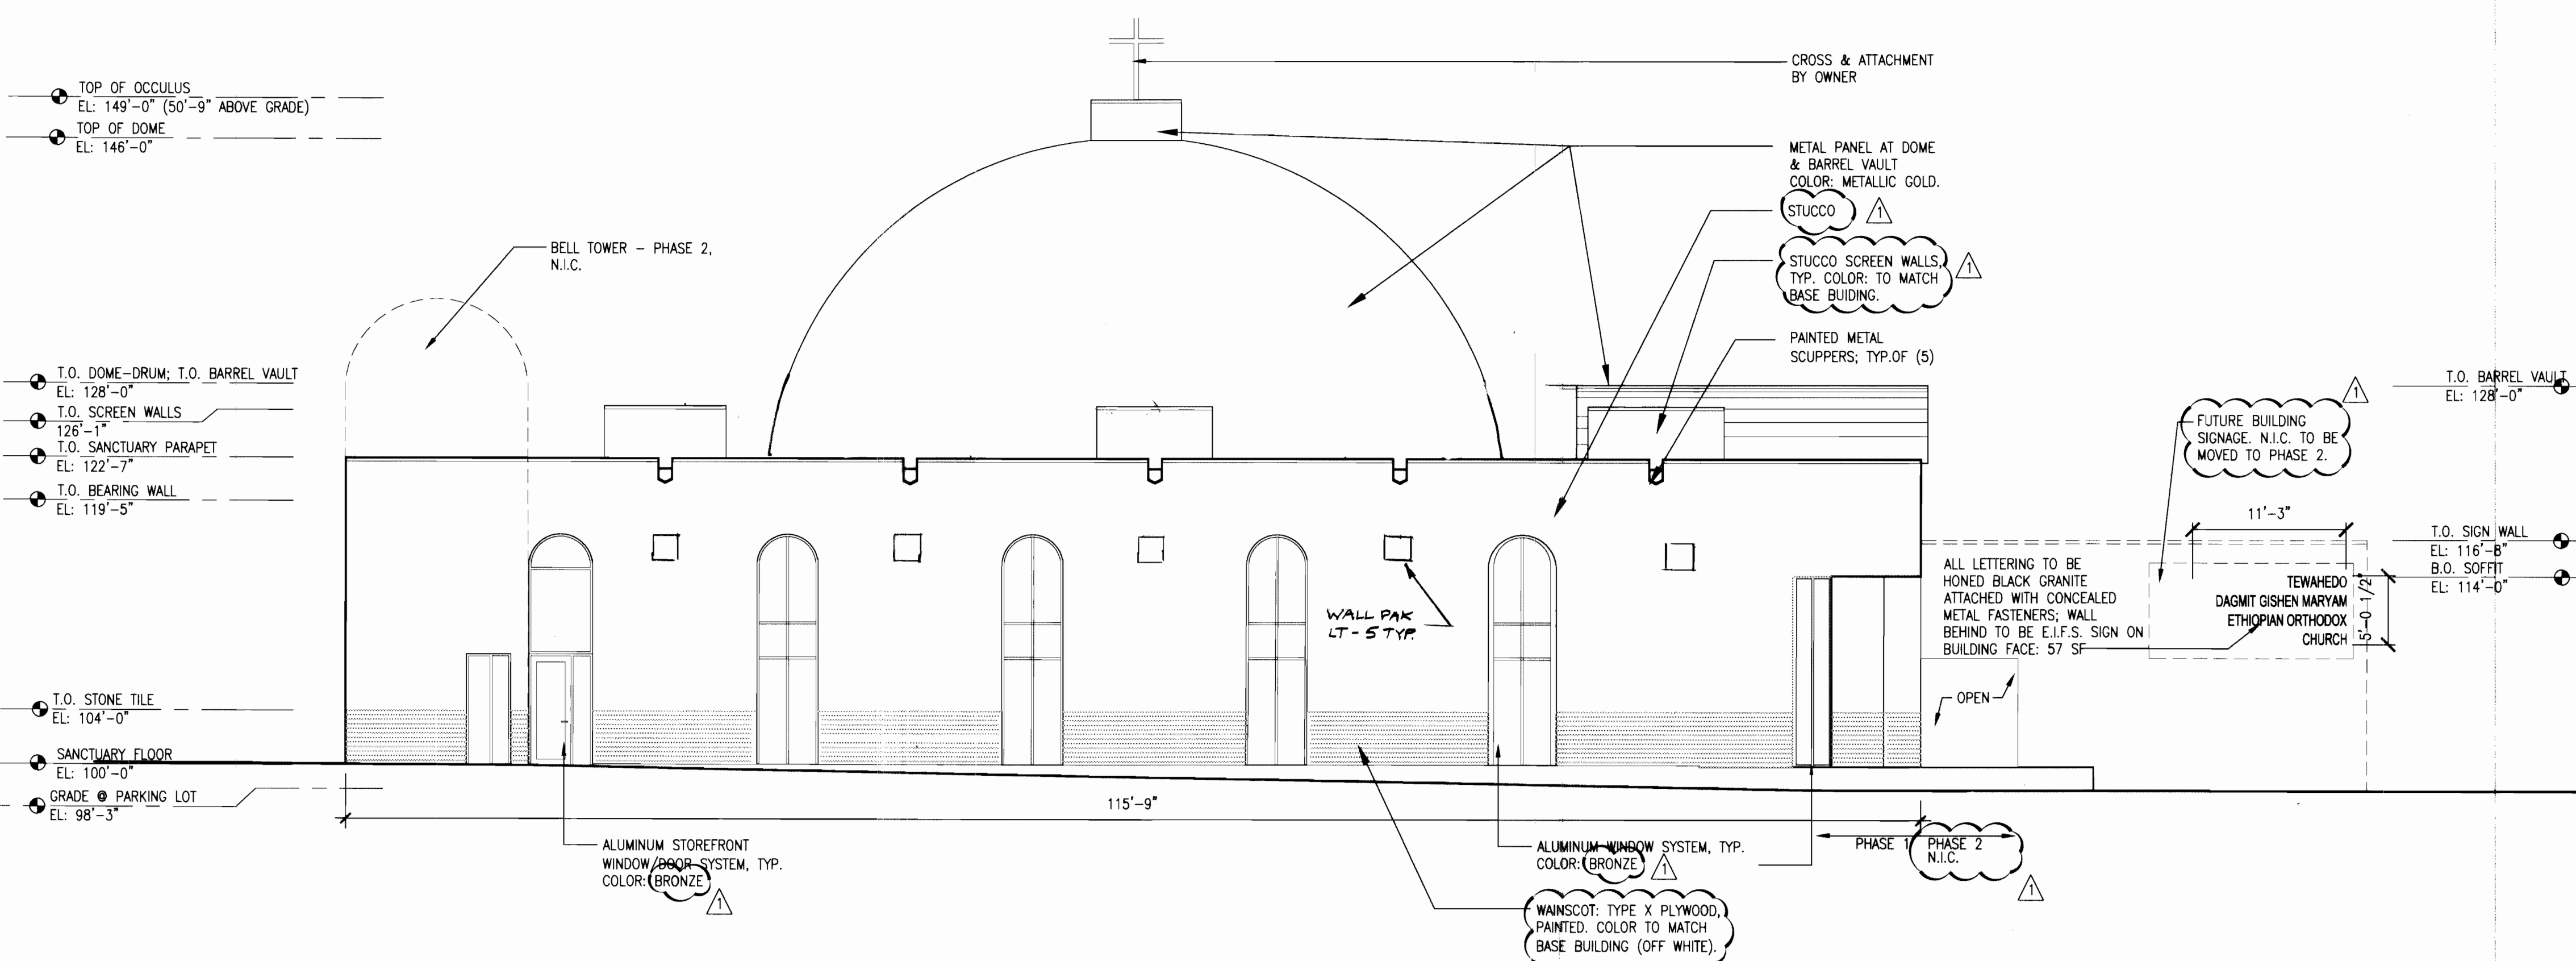 TOP OF OCCULUS
EL: 149'-0" (50'-9" ABOVE GRADE)
TOP OF DOME
EL: 146'-0"
T.O. DOME-DRUM; T.O. BARREL VAULT
EL: 128'-0"
T.O. SCREEN WALLS
126'-1"
T.O. SANCTUARY PARAPET
EL: 122'-7"
T.O. BEARING WALL
EL: 119'-5"
T.O. STONE TILE
EL: 104'-0"
SANCTUARY FLOOR
EL: 100'-0"
GRADE @ PARKING LOT
EL: 98'-3"
BELL TOWER - PHASE 2,
N.I.C.
CROSS & ATTACHMENT
BY OWNER
METAL PANEL AT DOME
& BARREL VAULT
COLOR: METALLIC GOLD.
STUCCO
1
STUCCO SCREEN WALLS,
TYP. COLOR: TO MATCH
BASE BUIDING.
1
PAINTED METAL
SCUPPERS; TYP.OF (5)
WALL PAK
LT-5 TYP.
T.O. BARREL VAULT
EL: 128'-0"
1
FUTURE BUILDING
SIGNAGE. N.I.C. TO BE
MOVED TO PHASE 2.
11'-3"
T.O. SIGN WALL
EL: 116'-8"
B.O. SOFFIT
EL: 114'-0"
ALL LETTERING TO BE
HONED BLACK GRANITE
ATTACHED WITH CONCEALED
METAL FASTENERS; WALL
BEHIND TO BE E.I.F.S. SIGN ON
BUILDING FACE: 57 SF
TEWAHEDO
DAGMIT GISHEN MARYAM
ETHIOPIAN ORTHODOX
CHURCH
5'-0 1/2"
OPEN
115'-9"
ALUMINUM STOREFRONT
WINDOW/DOOR SYSTEM, TYP.
COLOR: BRONZE
1
ALUMINUM WINDOW SYSTEM, TYP.
COLOR: BRONZE
1
PHASE 1
PHASE 2
N.I.C.
1
WAINSCOT: TYPE X PLYWOOD,
PAINTED. COLOR TO MATCH
BASE BUILDING (OFF WHITE).